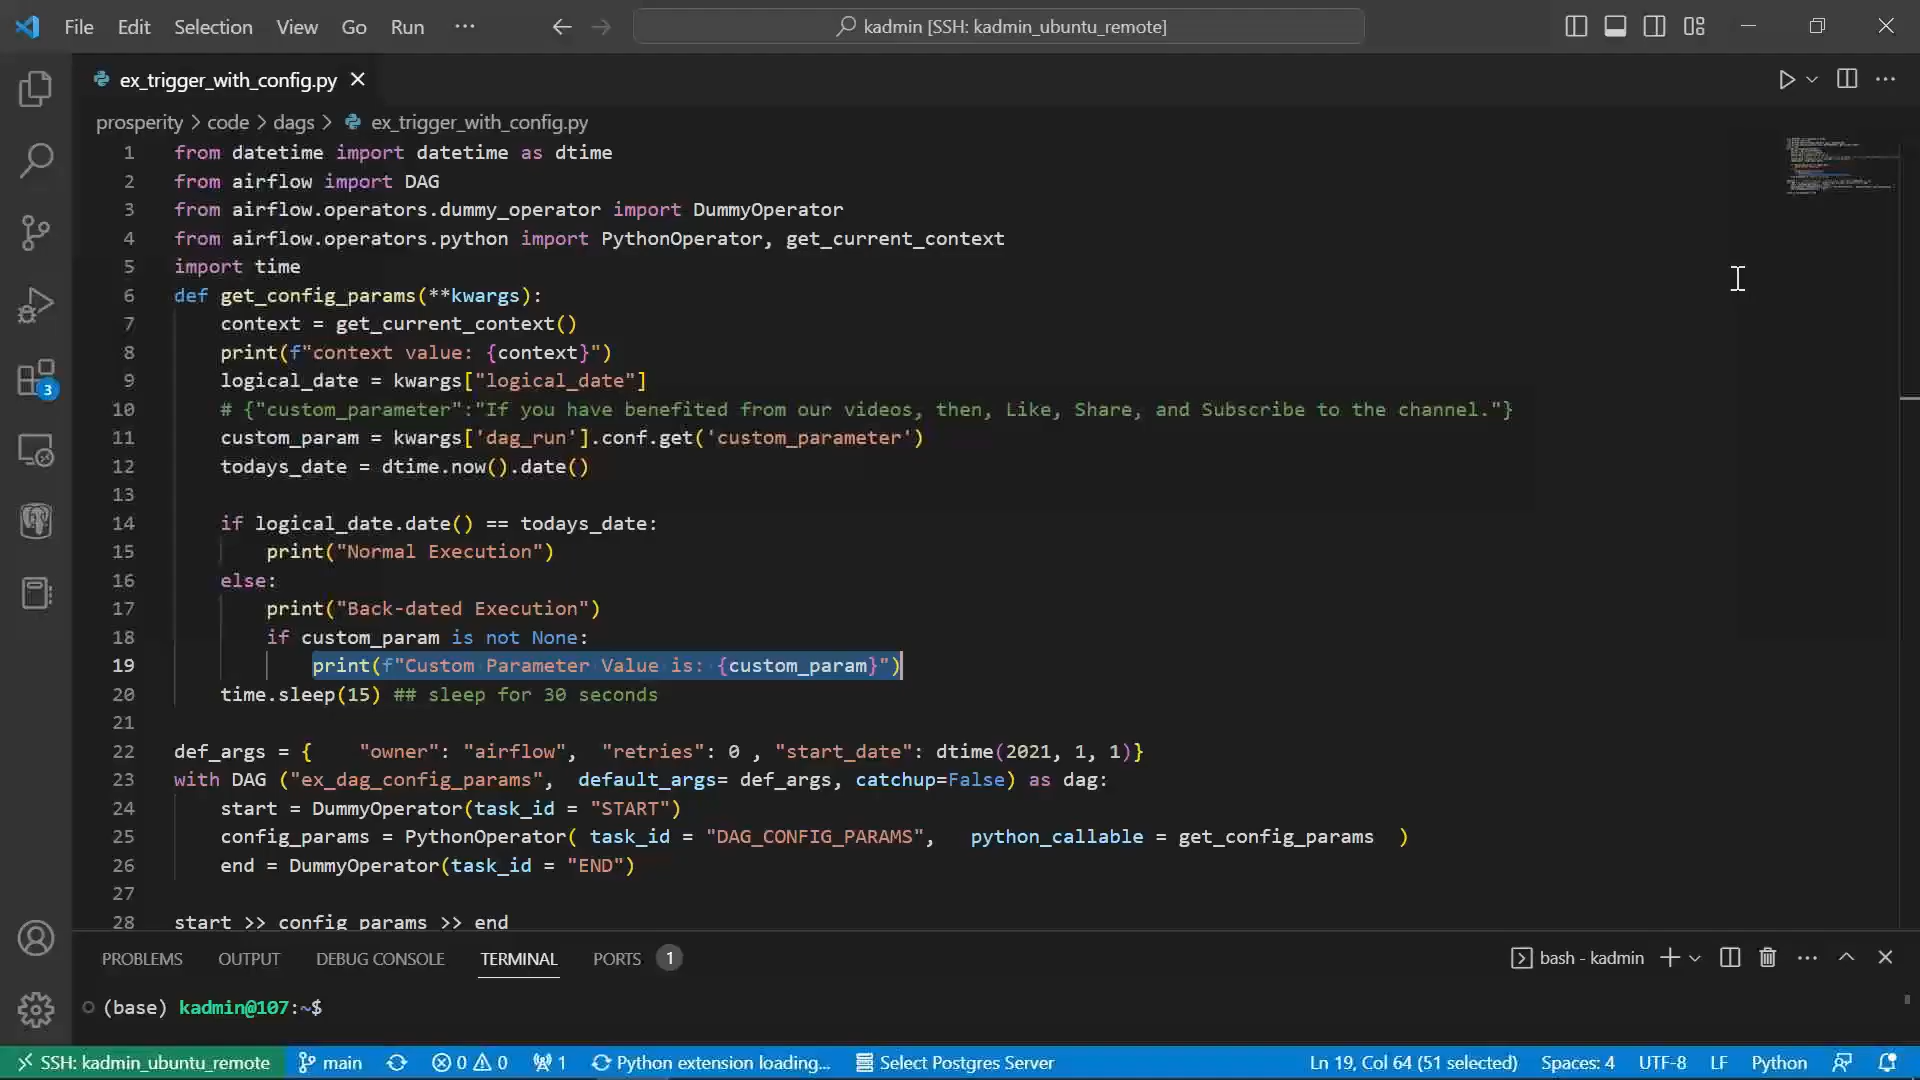 File Edit Selection View Go Run ··· kadmin [SSH: kadmin_ubuntu_remote]
ex_trigger_with_config.py
prosperity > code > dags > ex_trigger_with_config.py
1 from datetime import datetime as dtime
2 from airflow import DAG
3 from airflow.operators.dummy_operator import DummyOperator
4 from airflow.operators.python import PythonOperator, get_current_context
5 import time
6 def get_config_params(**kwargs):
7 context = get_current_context()
8 print(f"context value: {context}")
9 logical_date = kwargs["logical_date"]
10 # {"custom_parameter":"If you have benefited from our videos, then, Like, Share, and Subscribe to the channel."}
11 custom_param = kwargs['dag_run'].conf.get('custom_parameter')
12 todays_date = dtime.now().date()
13
14 if logical_date.date() == todays_date:
15 print("Normal Execution")
16 else:
17 print("Back-dated Execution")
18 if custom_param is not None:
19 print(f"Custom Parameter Value is: {custom_param}")
20 time.sleep(15) ## sleep for 30 seconds
21
22 def_args = { "owner": "airflow", "retries": 0 , "start_date": dtime(2021, 1, 1)}
23 with DAG ("ex_dag_config_params", default_args= def_args, catchup=False) as dag:
24 start = DummyOperator(task_id = "START")
25 config_params = PythonOperator( task_id = "DAG_CONFIG_PARAMS", python_callable = get_config_params )
26 end = DummyOperator(task_id = "END")
27
28 start >> config_params >> end
3
PROBLEMS OUTPUT DEBUG CONSOLE TERMINAL PORTS 1 bash - kadmin
(base) kadmin@107:~$
SSH: kadmin_ubuntu_remote main 0 0 1 Python extension loading... Select Postgres Server Ln 19, Col 64 (51 selected) Spaces: 4 UTF-8 LF Python